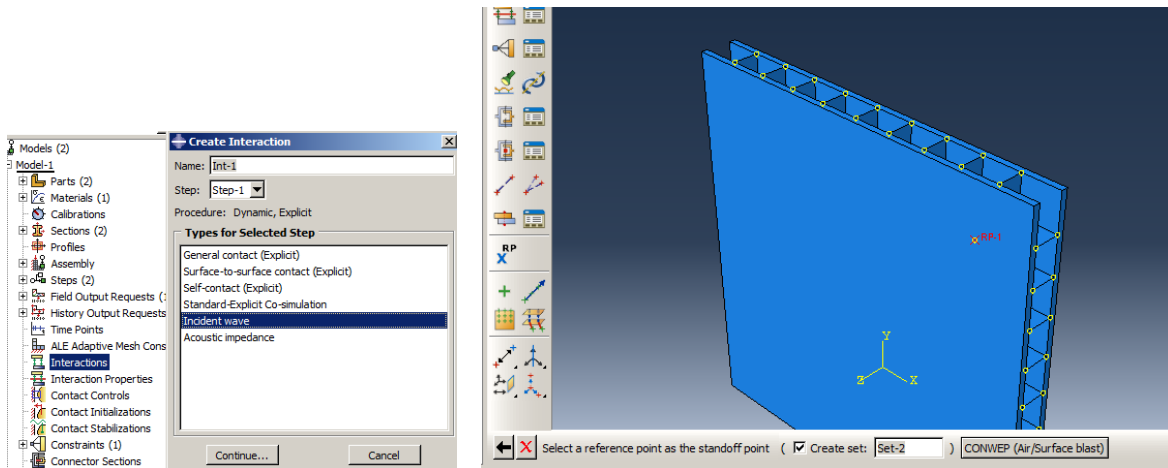 Models (2)
Model-1
Parts (2)
Materials (1)
Calibrations
Sections (2)
Profiles
Assembly
Steps (2)
Field Output Requests (
History Output Requests
Time Points
ALE Adaptive Mesh Cons
Interactions
Interaction Properties
Contact Controls
Contact Initializations
Contact Stabilizations
Constraints (1)
Connector Sections
Create Interaction
Name: Int-1
Step: Step-1
Procedure: Dynamic, Explicit
Types for Selected Step
General contact (Explicit)
Surface-to-surface contact (Explicit)
Self-contact (Explicit)
Standard-Explicit Co-simulation
Incident wave
Acoustic impedance
Continue... Cancel
RP
RP-1
Y
Z X
Select a reference point as the standoff point ( Create set: Set-2 ) CONWEP (Air/Surface blast)